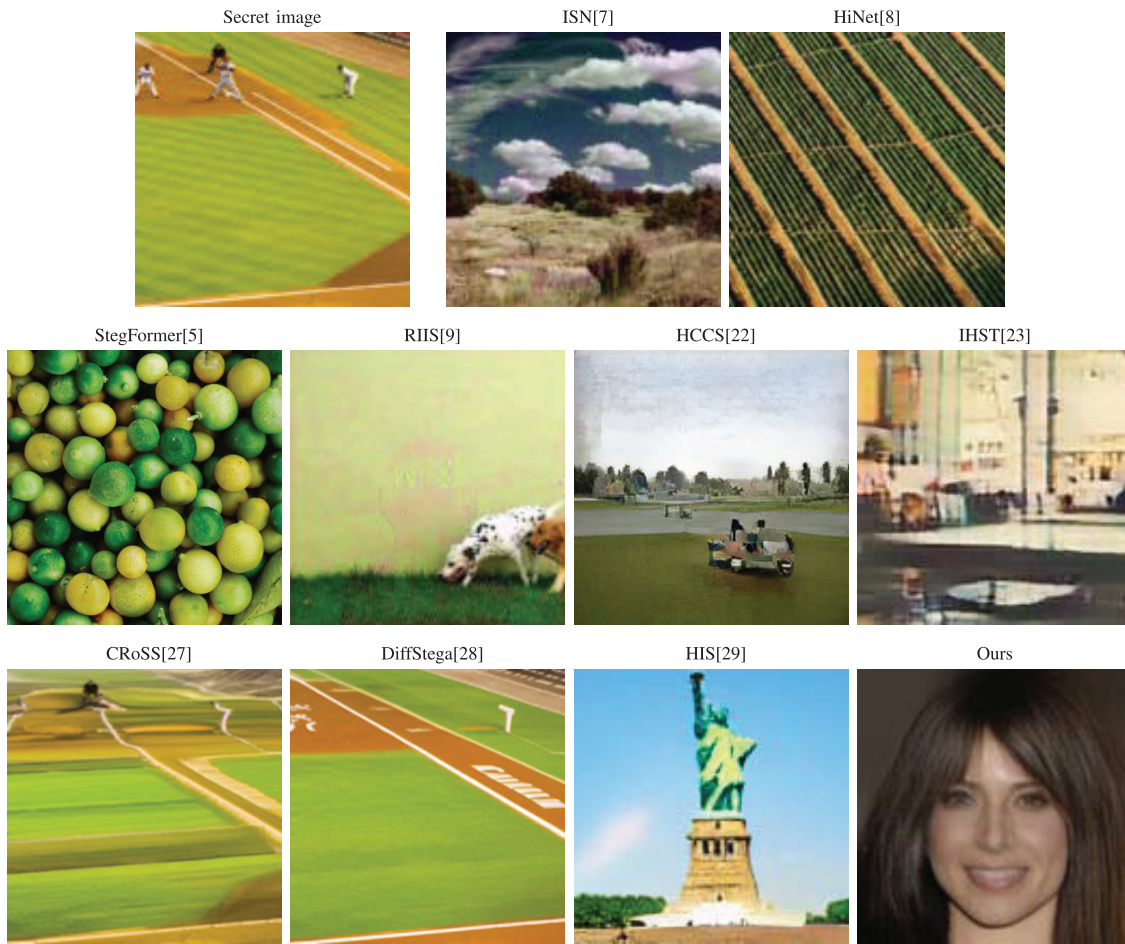 Secret image
ISN[7]
HiNet[8]
StegFormer[5]
RIIS[9]
HCCS[22]
IHST[23]
CRoSS[27]
DiffStega[28]
HIS[29]
Ours